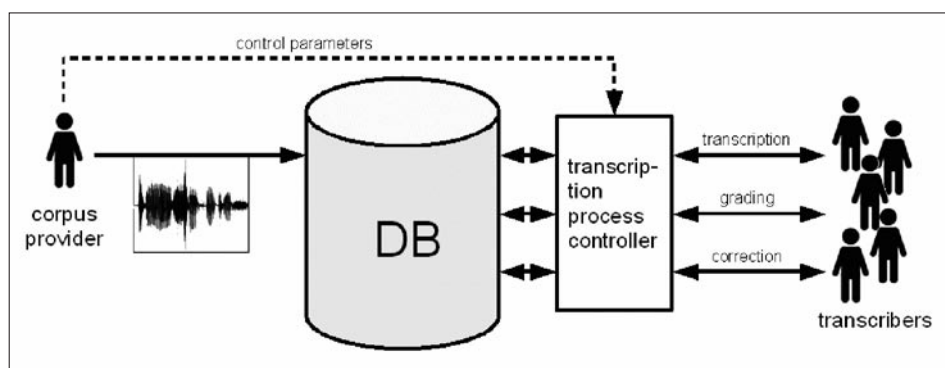 control parameters
corpus
provider
DB
transcrip-
tion
process
controller
transcription
grading
correction
transcribers